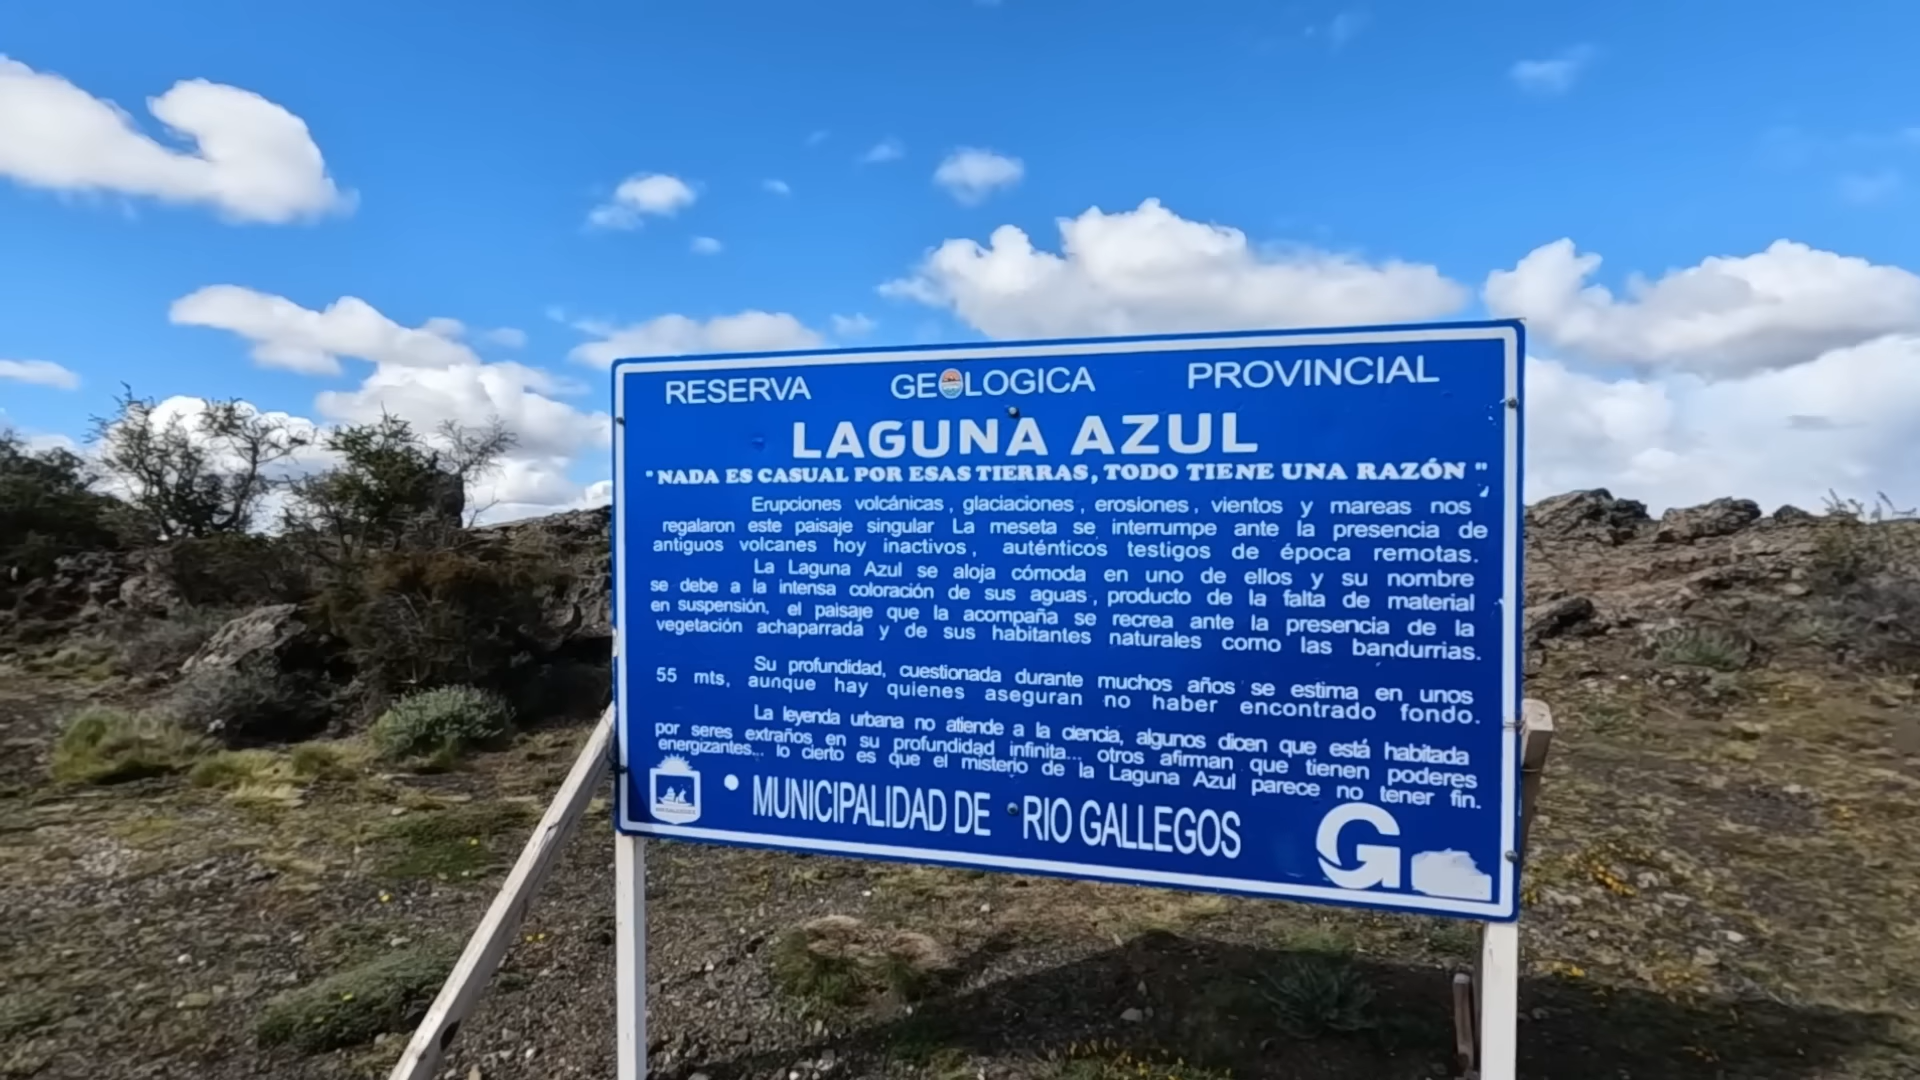 RESERVA GEOLOGICA PROVINCIAL
LAGUNA AZUL
"NADA ES CASUAL POR ESAS TIERRAS, TODO TIENE UNA RAZÓN"
Erupciones volcánicas, glaciaciones, erosiones, vientos y mareas nos
regalaron este paisaje singular La meseta se interrumpe ante la presencia de
antiguos volcanes hoy inactivos, auténticos testigos de época remotas.
La Laguna Azul se aloja cómoda en uno de ellos y su nombre
se debe a la intensa coloración de sus aguas, producto de la falta de material
en suspensión, el paisaje que la acompaña se recrea ante la presencia de la
vegetación achaparrada y de sus habitantes naturales como las bandurrias.
Su profundidad, cuestionada durante muchos años se estima en unos
55 mts, aunque hay quienes aseguran no haber encontrado fondo.
La leyenda urbana no atiende a la ciencia, algunos dicen que está habitada
por seres extraños en su profundidad infinita... otros afirman que tienen poderes
energizantes... lo cierto es que el misterio de la Laguna Azul parece no tener fin.
MUNICIPALIDAD DE RIO GALLEGOS
G